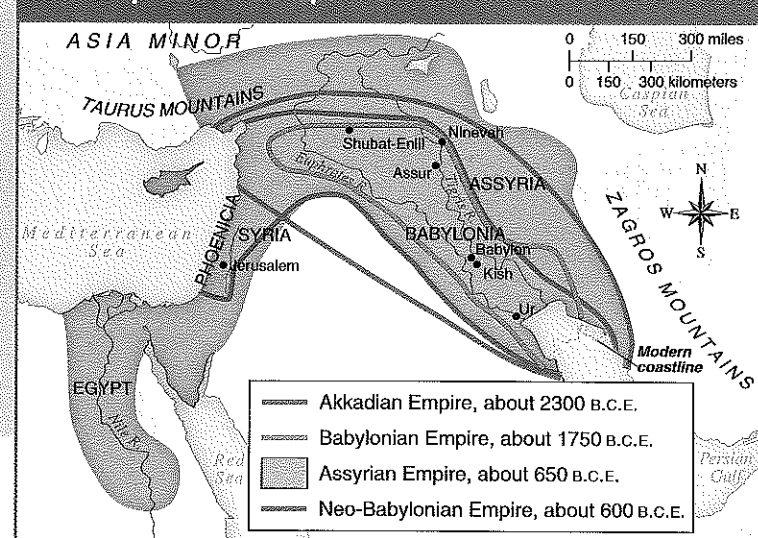 ASIA MINOR
0 150 300 miles
0 150 300 kilometers
Caspian
Sea
TAURUS MOUNTAINS
Shubat-Enlil
Ninevah
Assur
ASSYRIA
Euphrates R.
Tigris R.
Mediterranean
Sea
PHOENICIA
SYRIA
BABYLONIA
Babylon
Kish
Jerusalem
Ur
N
W E
S
ZAGROS MOUNTAINS
Modern
coastline
EGYPT
Nile R.
Red
Sea
Persian
Gulf
Akkadian Empire, about 2300 B.C.E.
Babylonian Empire, about 1750 B.C.E.
Assyrian Empire, about 650 B.C.E.
Neo-Babylonian Empire, about 600 B.C.E.